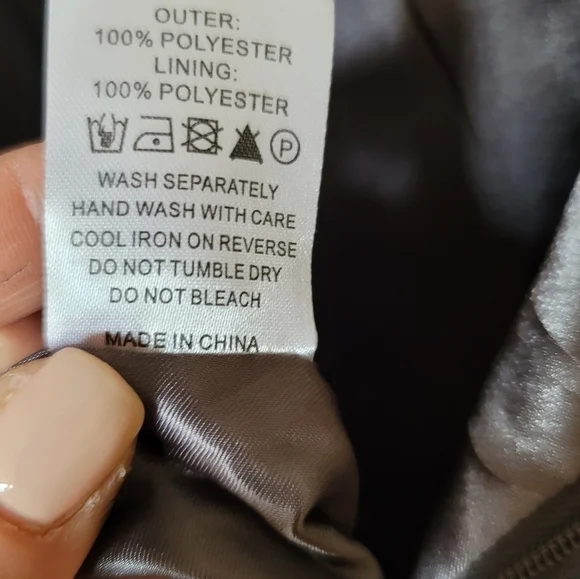 OUTER:
100% POLYESTER
LINING:
100% POLYESTER
P
WASH SEPARATELY
HAND WASH WITH CARE
COOL IRON ON REVERSE
DO NOT TUMBLE DRY
DO NOT BLEACH
MADE IN CHINA